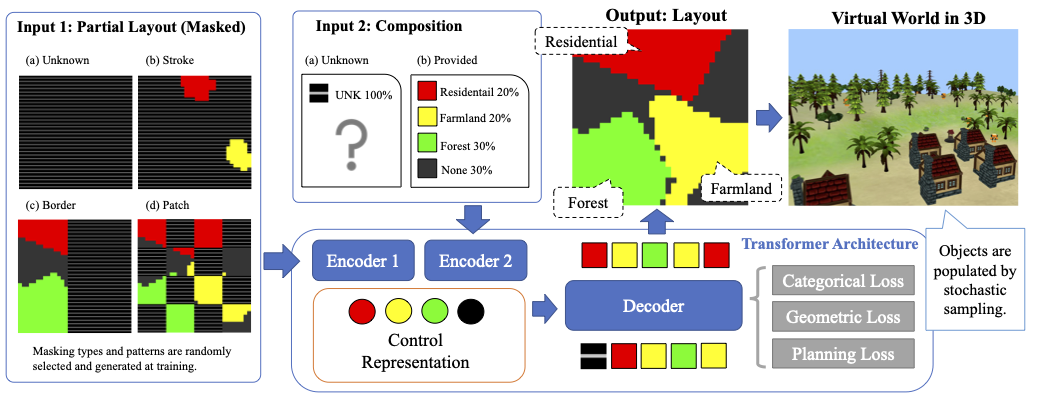 Input 1: Partial Layout (Masked)
(a) Unknown
(b) Stroke
(c) Border
(d) Patch
Masking types and patterns are randomly
selected and generated at training.
Input 2: Composition
(a) Unknown
(b) Provided
UNK 100%
?
Residentail 20%
Farmland 20%
Forest 30%
None 30%
Output: Layout
Residential
Forest
Farmland
Virtual World in 3D
Objects are
populated by
stochastic
sampling.
Transformer Architecture
Encoder 1
Encoder 2
Control
Representation
Decoder
Categorical Loss
Geometric Loss
Planning Loss